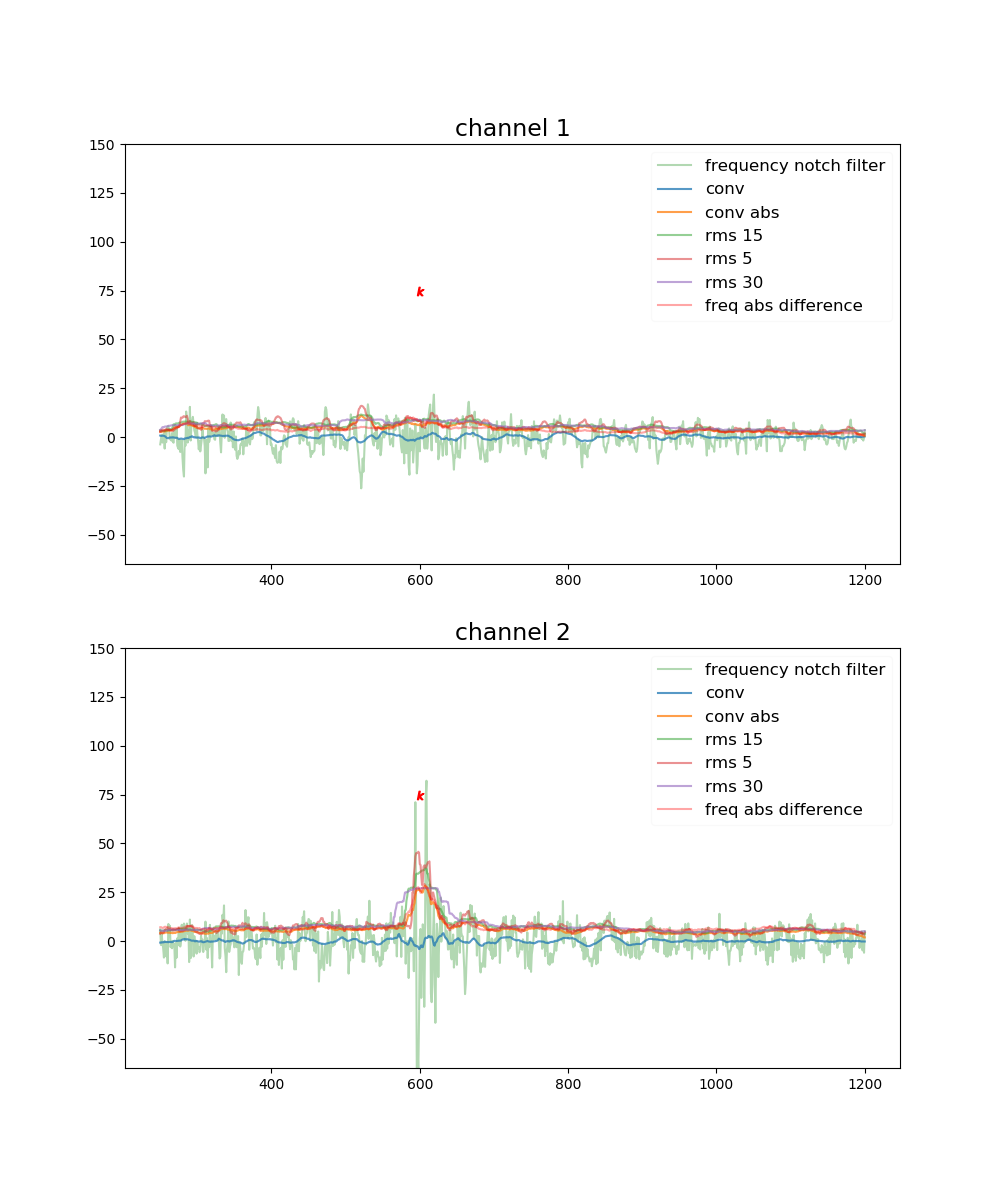 channel 1
150
125
100
75
50
25
0
−25
−50
frequency notch filter
conv
conv abs
rms 15
rms 5
rms 30
freq abs difference
k
400 600 800 1000 1200
channel 2
150
125
100
75
50
25
0
−25
−50
frequency notch filter
conv
conv abs
rms 15
rms 5
rms 30
freq abs difference
k
400 600 800 1000 1200